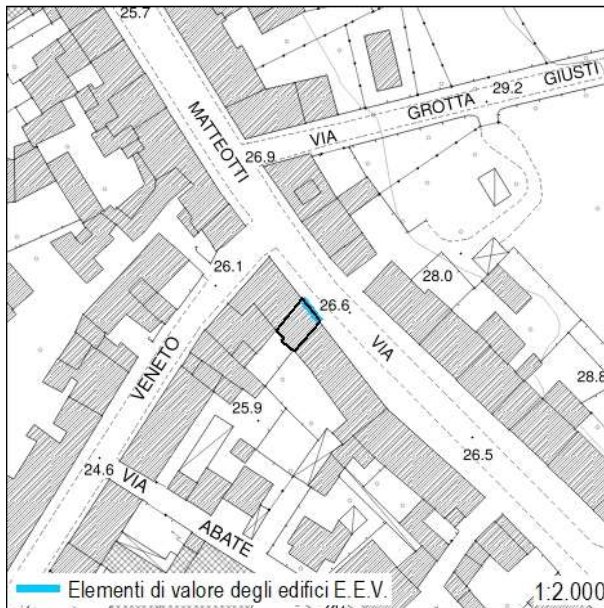 25.7
MATTEOTTI
VIA GROTTA GIUSTI
29.2
26.9
26.1
26.6
28.0
VIA
VENETO
28.8
25.9
26.5
24.6
VIA ABATE
Elementi di valore degli edifici E.E.V.
1:2.000